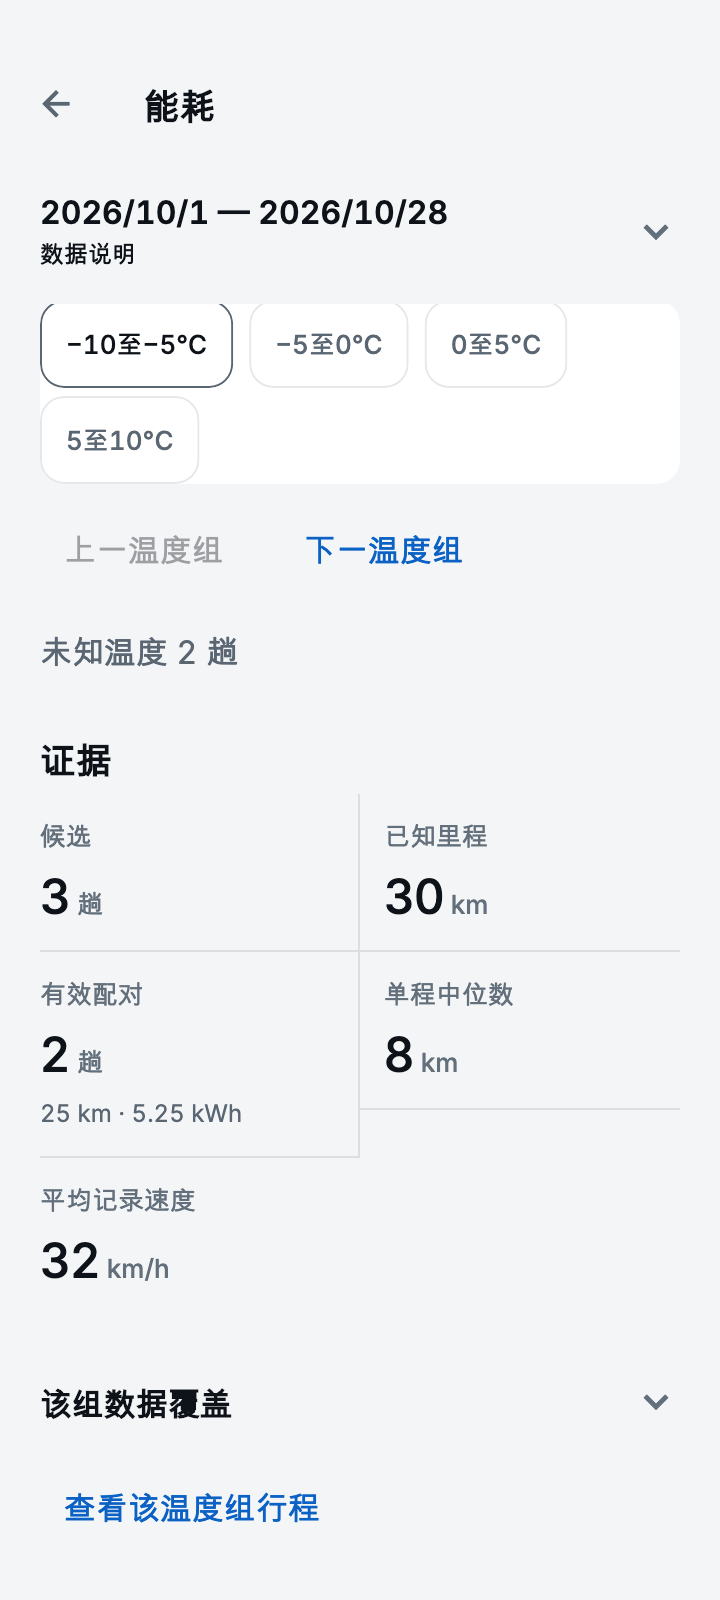 能耗
2026/10/1 — 2026/10/28
数据说明
−10至−5°C
−5至0°C
0至5°C
5至10°C
上一温度组
下一温度组
未知温度 2 趟
证据
候选
已知里程
3 趟
30 km
有效配对
单程中位数
2 趟
8 km
25 km · 5.25 kWh
平均记录速度
32 km/h
该组数据覆盖
查看该温度组行程